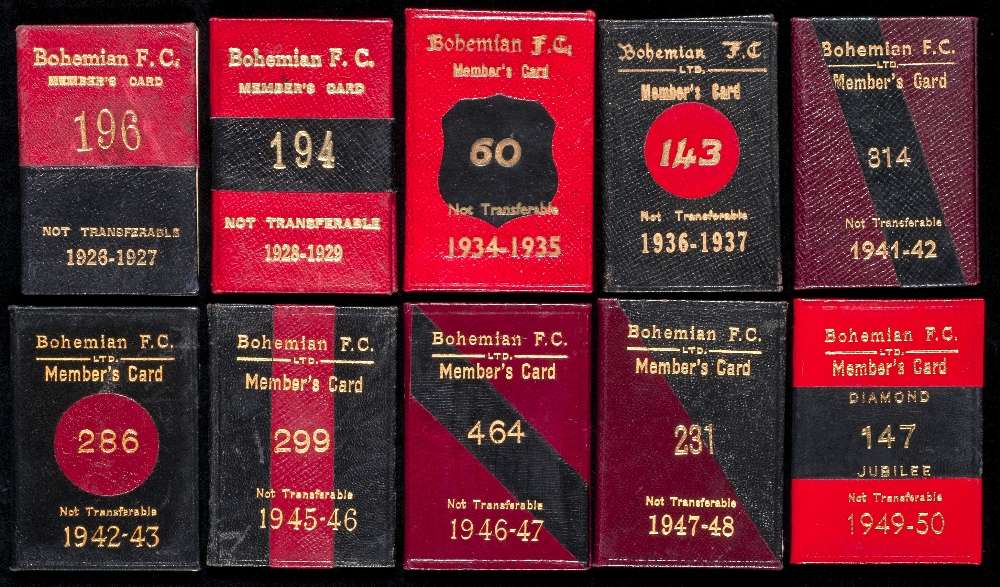 Bohemian F.C.
MEMBER'S CARD
196
NOT TRANSFERABLE
1926-1927
Bohemian F.C.
MEMBER'S CARD
194
NOT TRANSFERABLE
1928-1929
Bohemian F.C.
Member's Card
60
Not Transferable
1934-1935
Bohemian F.C
LTD.
Member's Card
143
Not Transferable
1936-1937
Bohemian F.C.
LTD.
Member's Card
814
Not Transferable
1941-42
Bohemian F.C.
LTD.
Member's Card
286
Not Transferable
1942-43
Bohemian F.C.
LTD.
Member's Card
299
Not Transferable
1945-46
Bohemian F.C.
LTD.
Member's Card
464
Not Transferable
1946-47
Bohemian F.C.
LTD.
Member's Card
231
Not Transferable
1947-48
Bohemian F.C.
LTD.
Member's Card
DIAMOND
147
JUBILEE
Not Transferable
1949-50